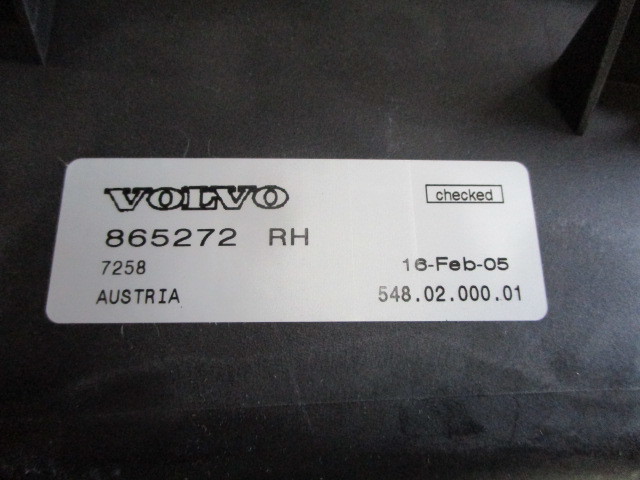 VOLVO
checked
865272 RH
7258
16-Feb-05
AUSTRIA
548.02.000.01